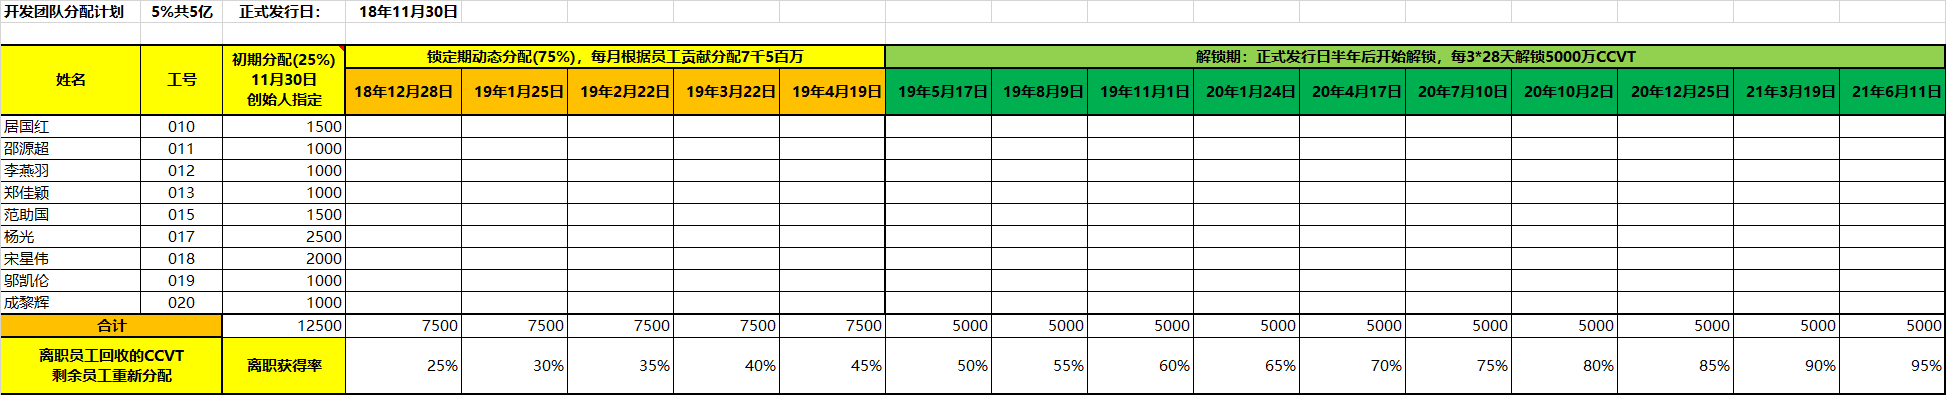 开发团队分配计划 5%共5亿 正式发行日： 18年11月30日
姓名 工号 初期分配(25%) 锁定期动态分配(75%)，每月根据员工贡献分配7千5百万 解锁期：正式发行日半年后开始解锁，每3*28天解锁5000万CCVT
11月30日
创始人指定
18年12月28日 19年1月25日 19年2月22日 19年3月22日 19年4月19日 19年5月17日 19年8月9日 19年11月1日 20年1月24日 20年4月17日 20年7月10日 20年10月2日 20年12月25日 21年3月19日 21年6月11日
居国红 010 1500
邵源超 011 1000
李燕羽 012 1000
郑佳颖 013 1000
范助国 015 1500
杨光 017 2500
宋星伟 018 2000
邬凯伦 019 1000
成黎辉 020 1000
合计 12500 7500 7500 7500 7500 7500 5000 5000 5000 5000 5000 5000 5000 5000 5000 5000
离职员工回收的CCVT
剩余员工重新分配
离职获得率 25% 30% 35% 40% 45% 50% 55% 60% 65% 70% 75% 80% 85% 90% 95%